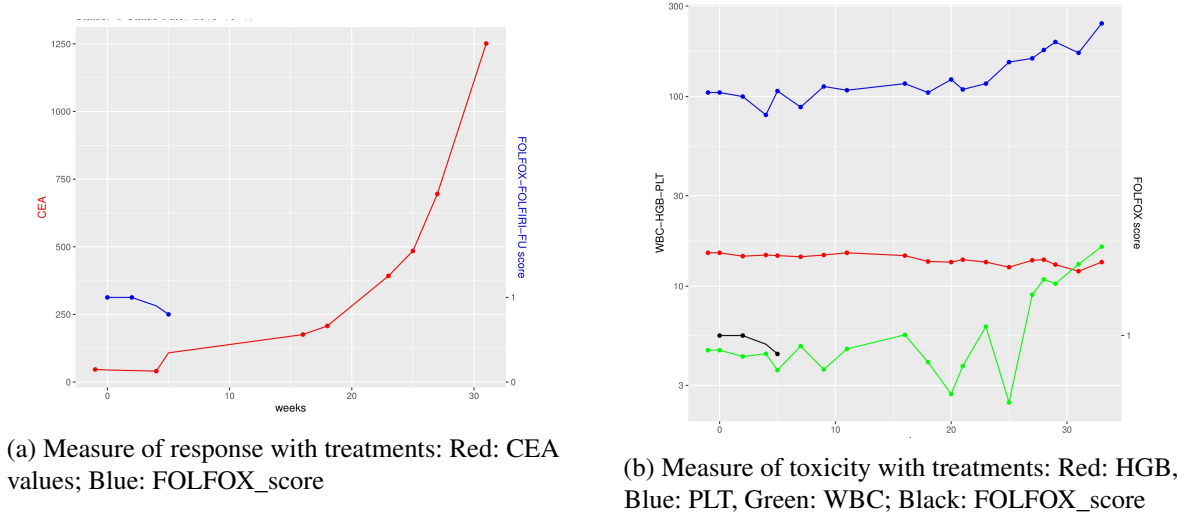 1250
1000
750
500
250
0
CEA
FOLFOX−FOLFIRI−FU score
1
0
0
10
20
30
weeks
(a) Measure of response with treatments: Red: CEA
values; Blue: FOLFOX_score
300
100
30
10
3
WBC−HGB−PLT
FOLFOX score
1
0
10
20
30
(b) Measure of toxicity with treatments: Red: HGB,
Blue: PLT, Green: WBC; Black: FOLFOX_score